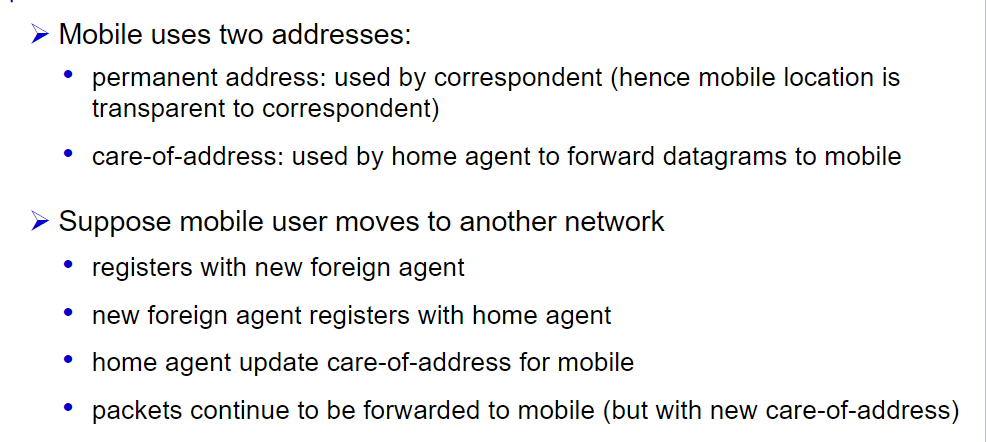 Mobile uses two addresses:
permanent address: used by correspondent (hence mobile location is
transparent to correspondent)
care-of-address: used by home agent to forward datagrams to mobile
Suppose mobile user moves to another network
registers with new foreign agent
new foreign agent registers with home agent
home agent update care-of-address for mobile
packets continue to be forwarded to mobile (but with new care-of-address)